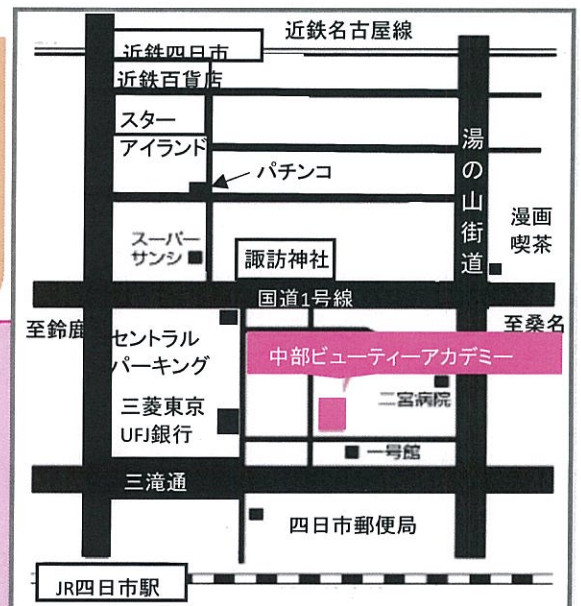 近鉄名古屋線
近鉄四日市
近鉄百貨店
スター
アイランド
パチンコ
湯の山街道
漫画
喫茶
スーパー
サンシ
諏訪神社
国道1号線
至鈴鹿
至桑名
セントラル
パーキング
中部ビューティーアカデミー
二宮病院
三菱東京
UFJ銀行
一号館
三滝通
四日市郵便局
JR四日市駅